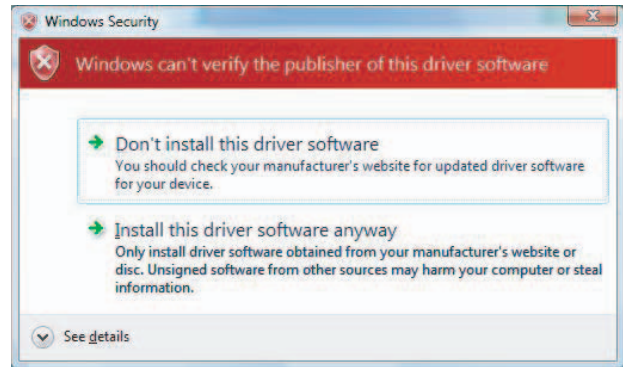 Windows Security
Windows can't verify the publisher of this driver software
Don't install this driver software
You should check your manufacturer's website for updated driver software
for your device.
Install this driver software anyway
Only install driver software obtained from your manufacturer's website or
disc. Unsigned software from other sources may harm your computer or steal
information.
See details